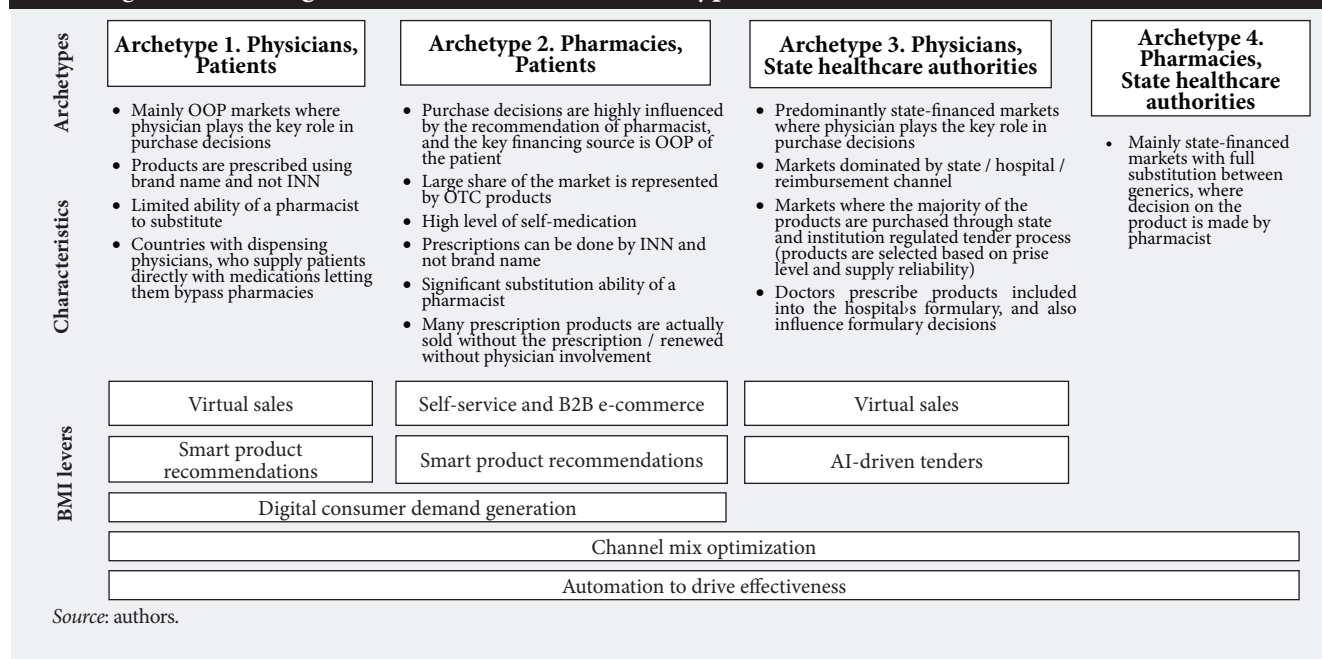 Archetypes
Archetype 1. Physicians,
Patients
Archetype 2. Pharmacies,
Patients
Archetype 3. Physicians,
State healthcare authorities
Archetype 4.
Pharmacies,
State healthcare
authorities
Characteristics
• Mainly OOP markets where
physician plays the key role in
purchase decisions
• Products are prescribed using
brand name and not INN
• Limited ability of a pharmacist
to substitute
• Countries with dispensing
physicians, who supply patients
directly with medications letting
them bypass pharmacies
• Purchase decisions are highly influenced
by the recommendation of pharmacist,
and the key financing source is OOP of
the patient
• Large share of the market is represented
by OTC products
• High level of self-medication
• Prescriptions can be done by INN and
not brand name
• Significant substitution ability of a
pharmacist
• Many prescription products are actually
sold without the prescription / renewed
without physician involvement
• Predominantly state-financed markets
where physician plays the key role in
purchase decisions
• Markets dominated by state / hospital /
reimbursement channel
• Markets where the majority of the
products are purchased through state
and institution regulated tender process
(products are selected based on prise
level and supply reliability)
• Doctors prescribe products included
into the hospital›s formulary, and also
influence formulary decisions
• Mainly state-financed
markets with full
substitution between
generics, where
decision on the
product is made by
pharmacist
BMI levers
Virtual sales
Self-service and B2B e-commerce
Virtual sales
Smart product
recommendations
Smart product recommendations
AI-driven tenders
Digital consumer demand generation
Channel mix optimization
Automation to drive effectiveness
Source: authors.